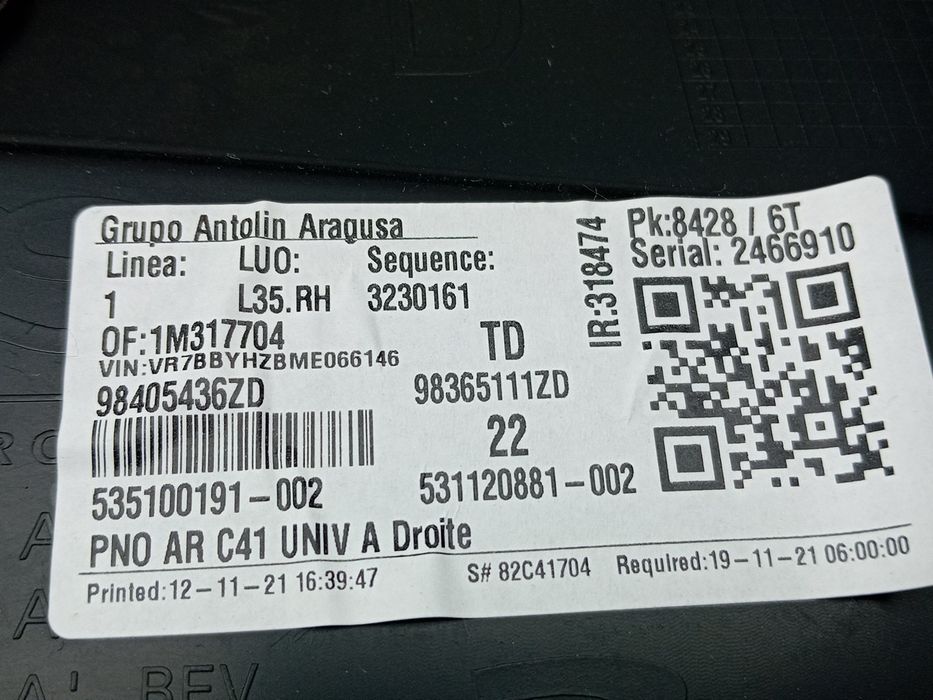 Grupo Antolin Aragusa
Pk:8428 / 6T
Serial: 2466910
IR:318474
Linea: LUO: Sequence:
1 L35.RH 3230161
OF:1M317704 TD
VIN:VR7BBYHZBME066146
98405436ZD 98365111ZD
22
535100191-002 531120881-002
PNO AR C41 UNIV A Droite
Printed:12-11-21 16:39:47 S# 82C41704 Required:19-11-21 06:00:00